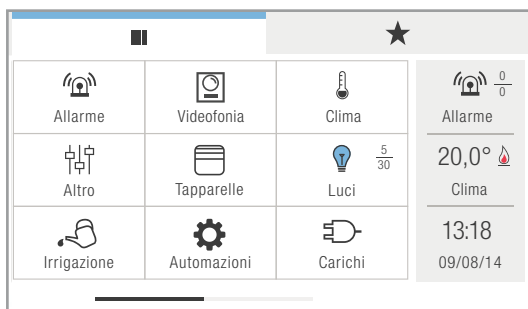 Allarme
Videofonia
Clima
Altro
Tapparelle
5
30
Luci
Irrigazione
Automazioni
Carichi
0
0
Allarme
20,0°
Clima
13:18
09/08/14